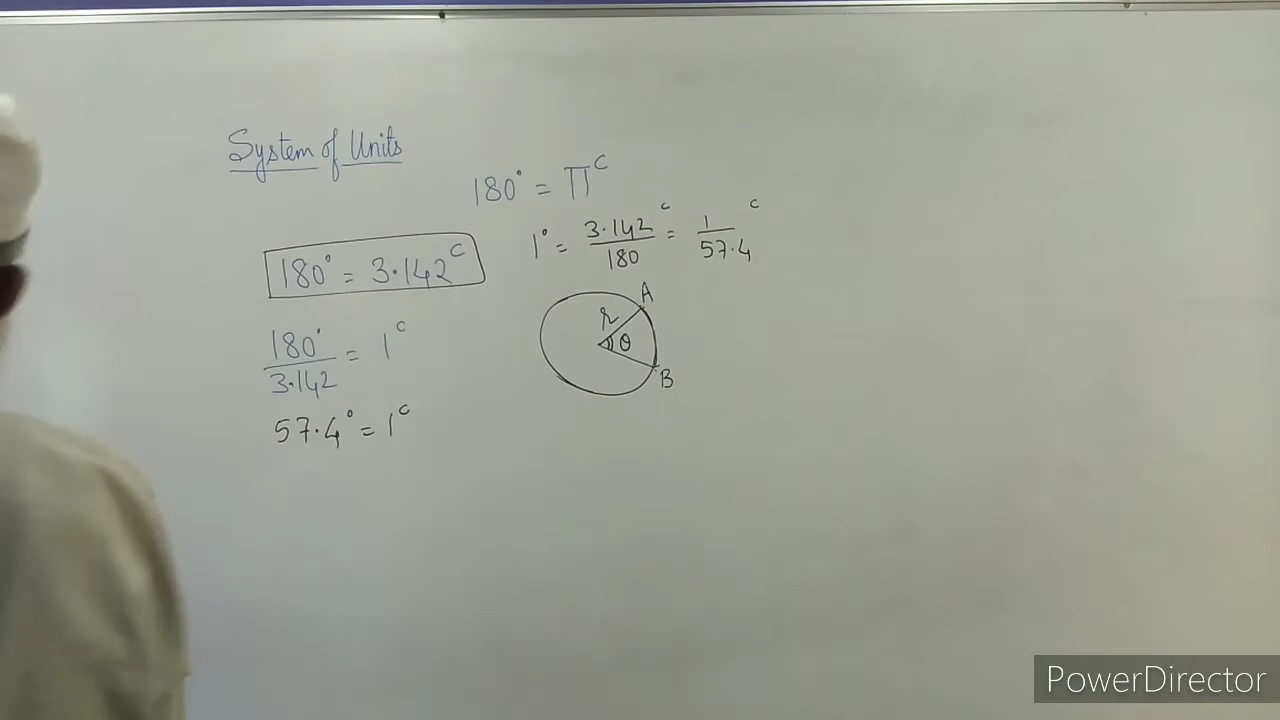 System of Units
180° = π^c
1° = 3.142/180^c = 1/57.4^c
180° = 3.142^c
180°/3.142 = 1^c
57.4° = 1^c
A
r
θ
B
PowerDirector